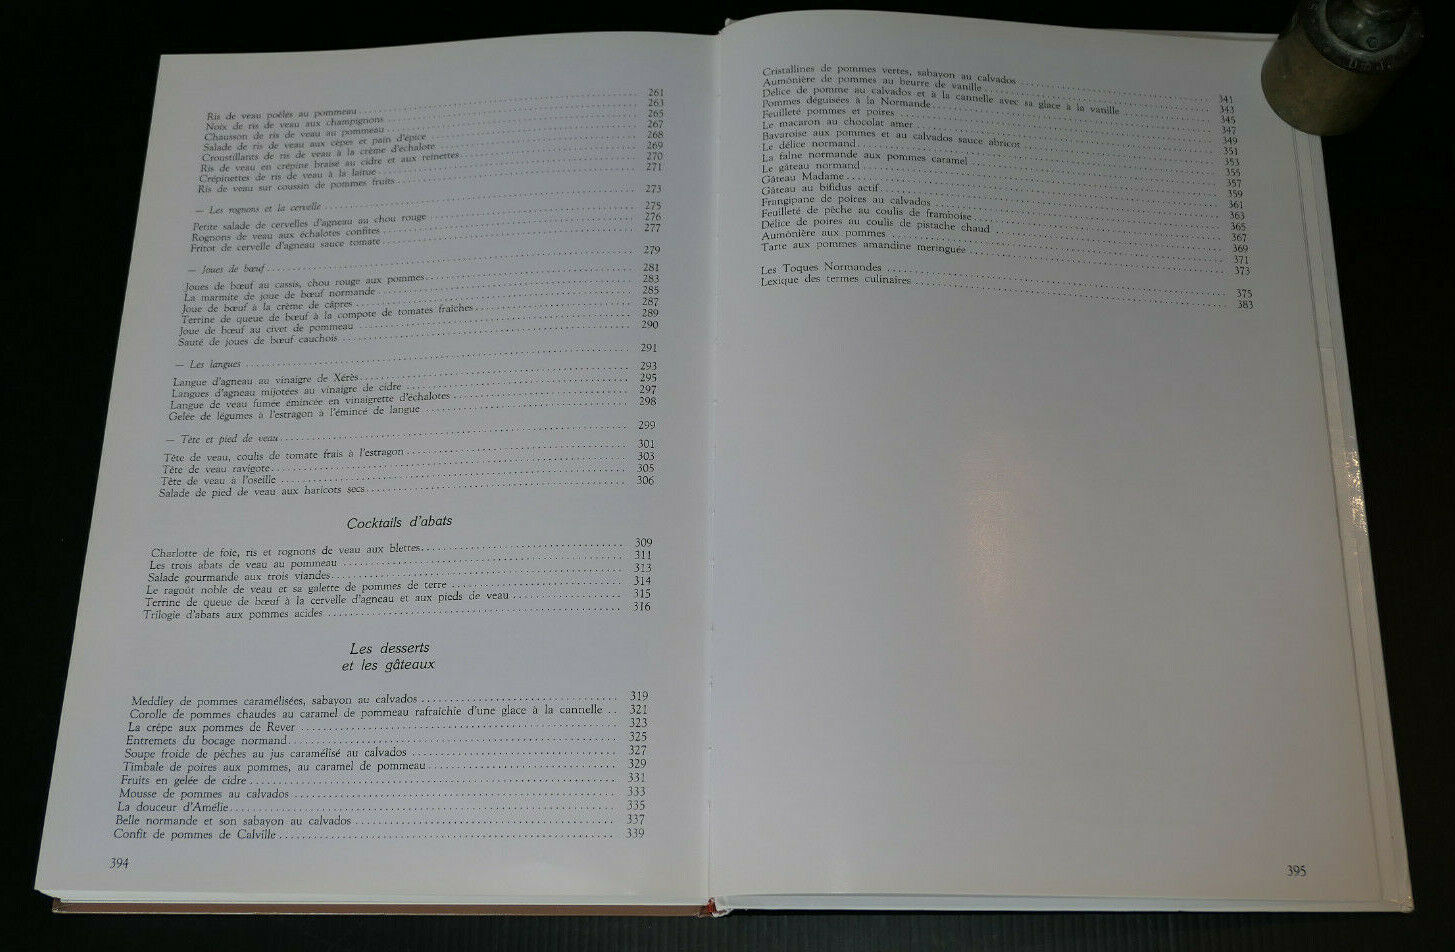 Ris de veau poêlés au pommeau ........ 261
Noix de ris de veau aux champignons ........ 263
Chausson de ris de veau au pommeau ........ 265
Salade de ris de veau aux cèpes et pain d'épice ........ 267
Croustillants de ris de veau à la crème d'échalote ........ 268
Ris de veau en crépine braisé au cidre et aux reinettes ........ 269
Crépinettes de ris de veau à la laitue ........ 270
Ris de veau sur coussin de pommes fruits ........ 271
— Les rognons et la cervelle ........ 273
Petite salade de cervelles d'agneau au chou rouge ........ 275
Rognons de veau aux échalotes confites ........ 276
Fritot de cervelle d'agneau sauce tomate ........ 277
— Joues de bœuf ........ 279
Joues de bœuf au cassis, chou rouge aux pommes ........ 281
La marmite de joue de bœuf normande ........ 283
Joue de bœuf à la crème de câpres ........ 285
Terrine de queue de bœuf à la compote de tomates fraîches ........ 287
Joue de bœuf au civet de pommeau ........ 289
Sauté de joues de bœuf cauchois ........ 290
— Les langues ........ 291
Langue d'agneau au vinaigre de Xérès ........ 293
Langues d'agneau mijotées au vinaigre de cidre ........ 295
Langue de veau fumée émincée en vinaigrette d'échalotes ........ 297
Gelée de légumes à l'estragon à l'émincé de langue ........ 298
— Tête et pied de veau ........ 299
Tête de veau, coulis de tomate frais à l'estragon ........ 301
Tête de veau ravigote ........ 303
Tête de veau à l'oseille ........ 305
Salade de pied de veau aux haricots secs ........ 306
Cocktails d'abats
Charlotte de foie, ris et rognons de veau aux blettes ........ 309
Les trois abats de veau au pommeau ........ 311
Salade gourmande aux trois viandes ........ 313
Le ragoût noble de veau et sa galette de pommes de terre ........ 314
Terrine de queue de bœuf à la cervelle d'agneau et aux pieds de veau ........ 315
Trilogie d'abats aux pommes acides ........ 316
Les desserts
et les gâteaux
Meddley de pommes caramélisées, sabayon au calvados ........ 319
Corolle de pommes chaudes au caramel de pommeau rafraichie d'une glace à la cannelle .. 321
La crêpe aux pommes de Rever ........ 323
Entremets du bocage normand ........ 325
Soupe froide de pêches au jus caramélisé au calvados ........ 327
Timbale de poires aux pommes, au caramel de pommeau ........ 329
Fruits en gelée de cidre ........ 331
Mousse de pommes au calvados ........ 333
La douceur d'Amélie ........ 335
Belle normande et son sabayon au calvados ........ 337
Confit de pommes de Calville ........ 339
394
Cristallines de pommes vertes, sabayon au calvados ........ 341
Aumônière de pommes au beurre de vanille ........ 343
Délice de pomme au calvados et à la cannelle avec sa glace à la vanille ........ 345
Pommes déguisées à la Normande ........ 347
Feuilleté pommes et poires ........ 349
Le macaron au chocolat amer ........ 351
Bavaroise aux pommes et au calvados sauce abricot ........ 353
Le délice normand ........ 355
La faîne normande aux pommes caramel ........ 357
Le gâteau normand ........ 359
Gâteau Madame ........ 361
Gâteau au bifidus actif ........ 363
Frangipane de poires au calvados ........ 365
Feuilleté de pêche au coulis de framboise ........ 367
Délice de poires au coulis de pistache chaud ........ 369
Aumônière aux pommes ........ 371
Tarte aux pommes amandine meringuée ........ 373
Les Toques Normandes ........ 375
Lexique des termes culinaires ........ 383
395